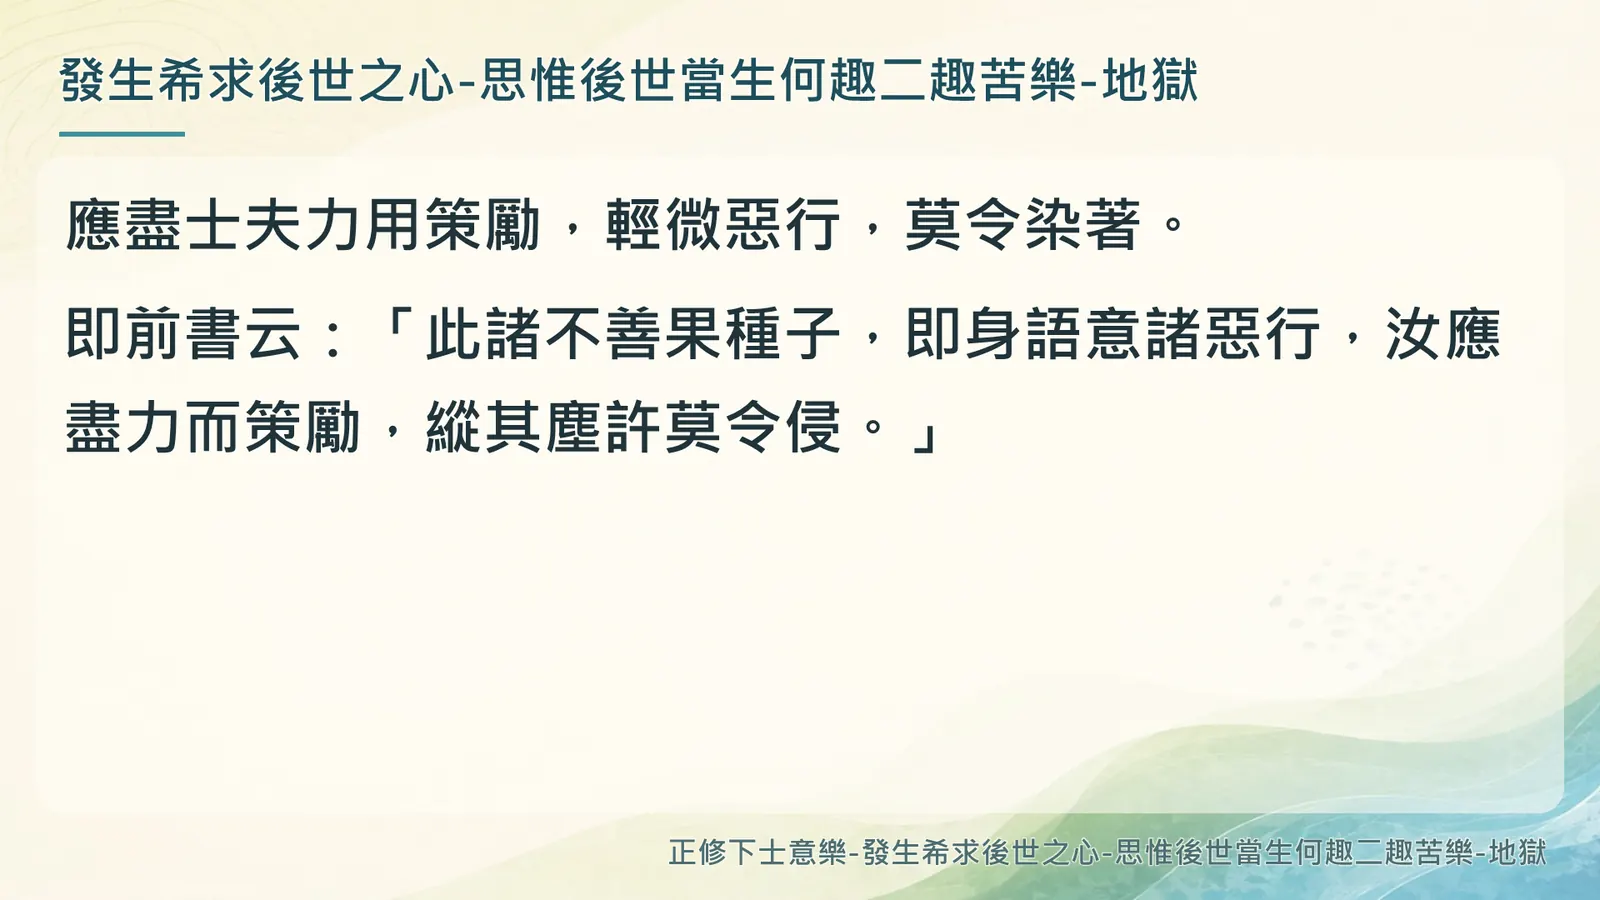 發生希求後世之心-思惟後世當生何趣二趣苦樂-地獄
應盡士夫力用策勵，輕微惡行，莫令染著。
即前書云：「此諸不善果種子，即身語意諸惡行，汝應
盡力而策勵，縱其塵許莫令侵。」
正修下士意樂-發生希求後世之心-思惟後世當生何趣二趣苦樂-地獄